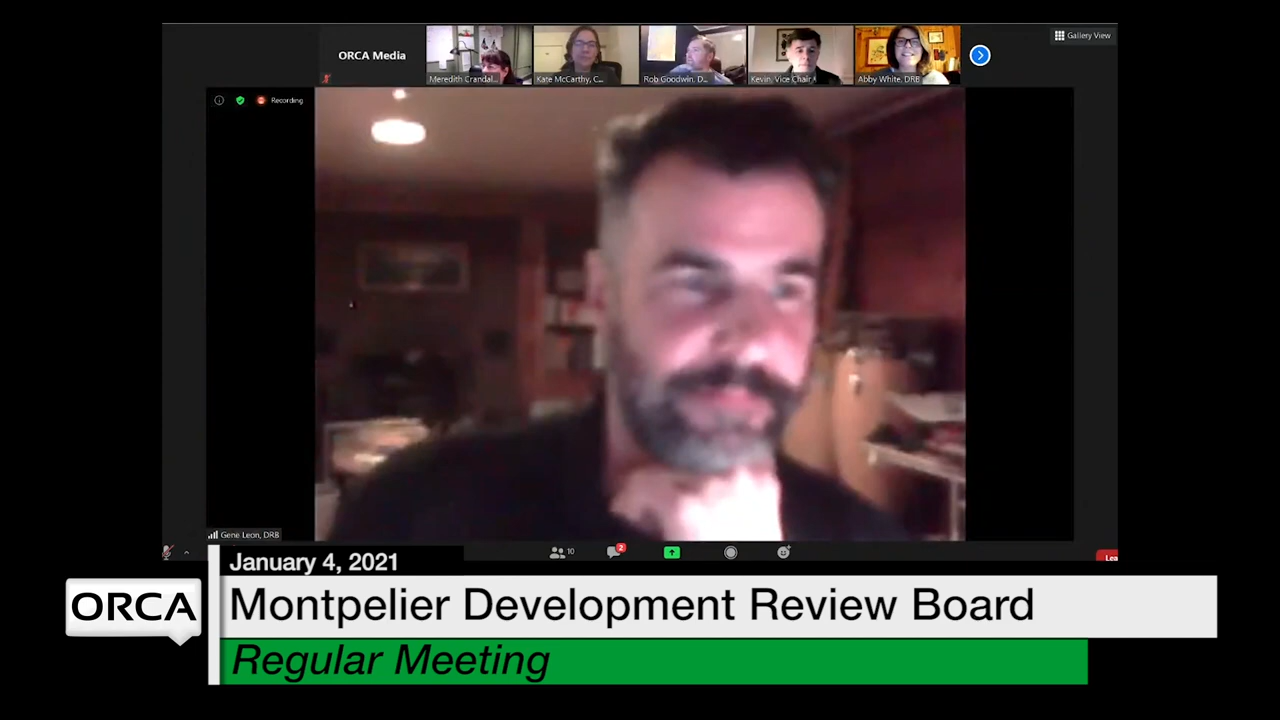 ORCA Media
Meredith Crandal...
Kate McCarthy, C...
Rob Goodwin, D...
Kevin, Vice Chair
Abby White, DRB
Gallery View
Recording
Gene Leon, DRB
10
2
Lea
January 4, 2021
ORCA
Montpelier Development Review Board
Regular Meeting